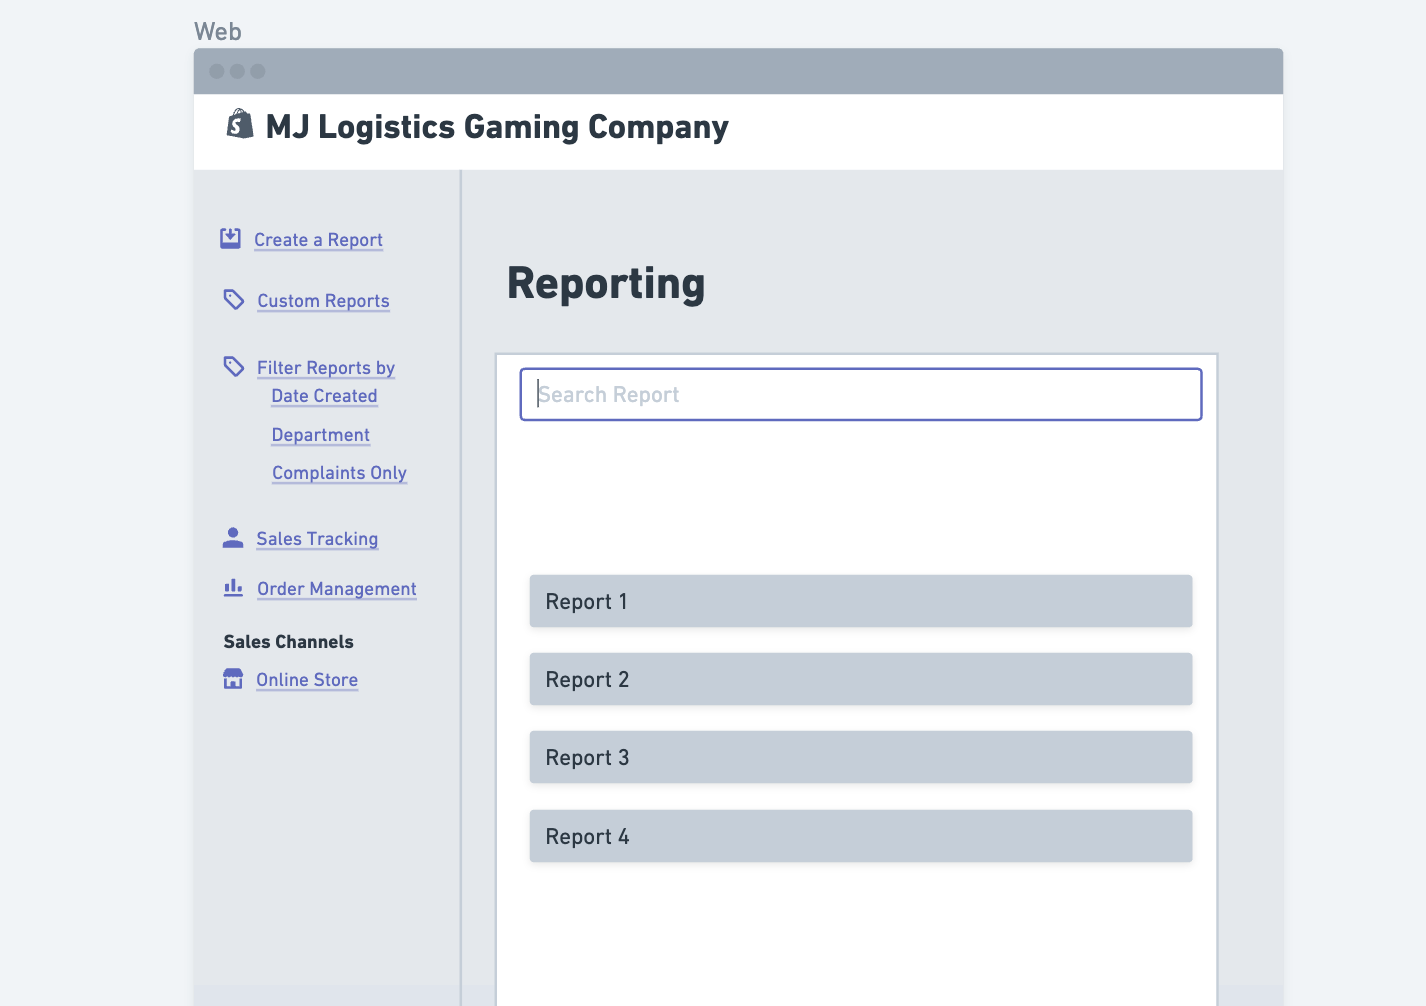 Web
MJ Logistics Gaming Company
Create a Report
Custom Reports
Filter Reports by
Date Created
Department
Complaints Only
Sales Tracking
Order Management
Sales Channels
Online Store
Reporting
Search Report
Report 1
Report 2
Report 3
Report 4